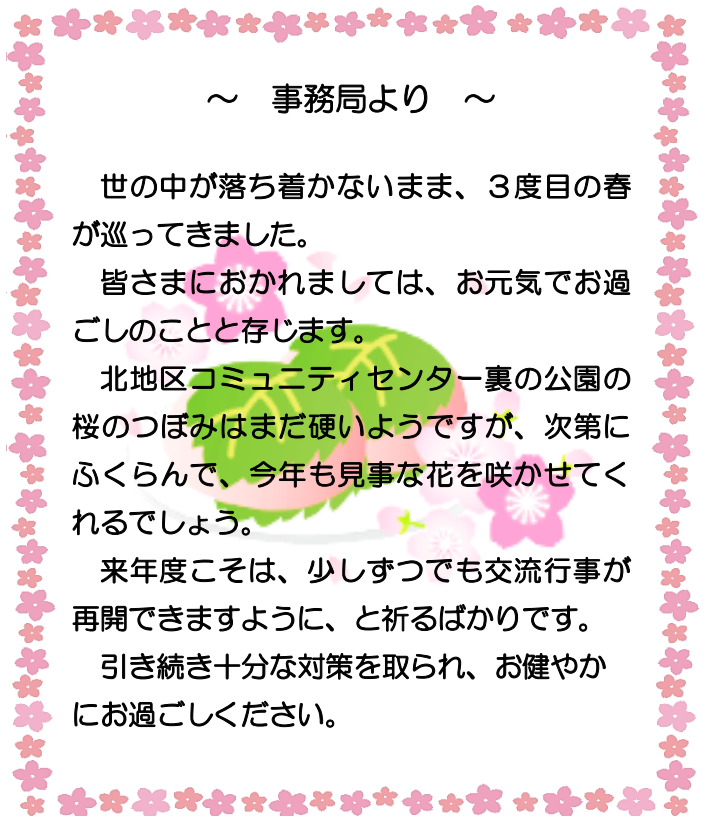 ～　事務局より　～
　世の中が落ち着かないまま、３度目の春
が巡ってきました。
　皆さまにおかれましては、お元気でお過
ごしのことと存じます。
　北地区コミュニティセンター裏の公園の
桜のつぼみはまだ硬いようですが、次第に
ふくらんで、今年も見事な花を咲かせてく
れるでしょう。
　来年度こそは、少しずつでも交流行事が
再開できますように、と祈るばかりです。
　引き続き十分な対策を取られ、お健やか
にお過ごしください。